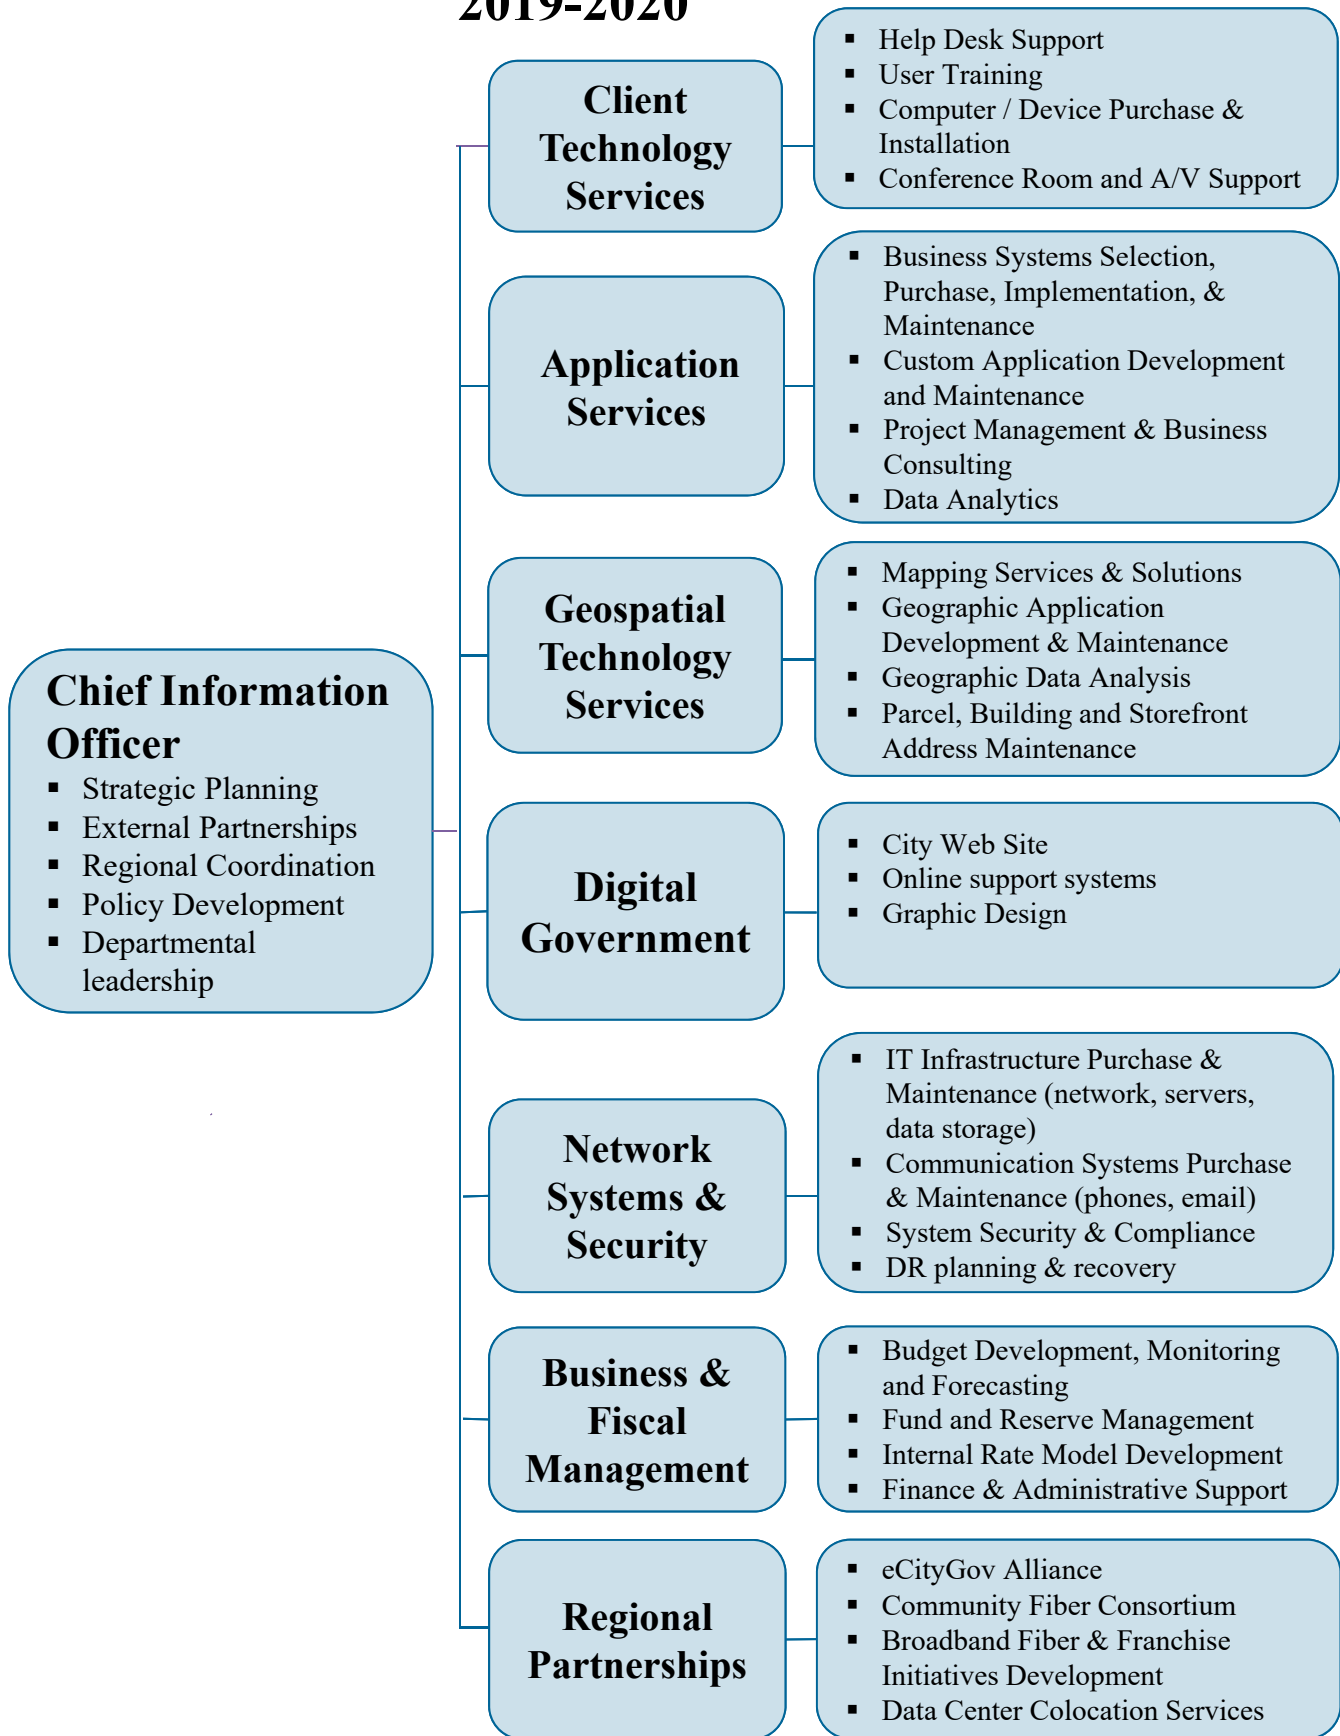 2019-2020
Client
Technology
Services
▪ Help Desk Support
▪ User Training
▪ Computer / Device Purchase &
Installation
▪ Conference Room and A/V Support
Application
Services
▪ Business Systems Selection,
Purchase, Implementation, &
Maintenance
▪ Custom Application Development
and Maintenance
▪ Project Management & Business
Consulting
▪ Data Analytics
Geospatial
Technology
Services
▪ Mapping Services & Solutions
▪ Geographic Application
Development & Maintenance
▪ Geographic Data Analysis
▪ Parcel, Building and Storefront
Address Maintenance
Chief Information
Officer
▪ Strategic Planning
▪ External Partnerships
▪ Regional Coordination
▪ Policy Development
▪ Departmental
leadership
Digital
Government
▪ City Web Site
▪ Online support systems
▪ Graphic Design
Network
Systems &
Security
▪ IT Infrastructure Purchase &
Maintenance (network, servers,
data storage)
▪ Communication Systems Purchase
& Maintenance (phones, email)
▪ System Security & Compliance
▪ DR planning & recovery
Business &
Fiscal
Management
▪ Budget Development, Monitoring
and Forecasting
▪ Fund and Reserve Management
▪ Internal Rate Model Development
▪ Finance & Administrative Support
Regional
Partnerships
▪ eCityGov Alliance
▪ Community Fiber Consortium
▪ Broadband Fiber & Franchise
Initiatives Development
▪ Data Center Colocation Services